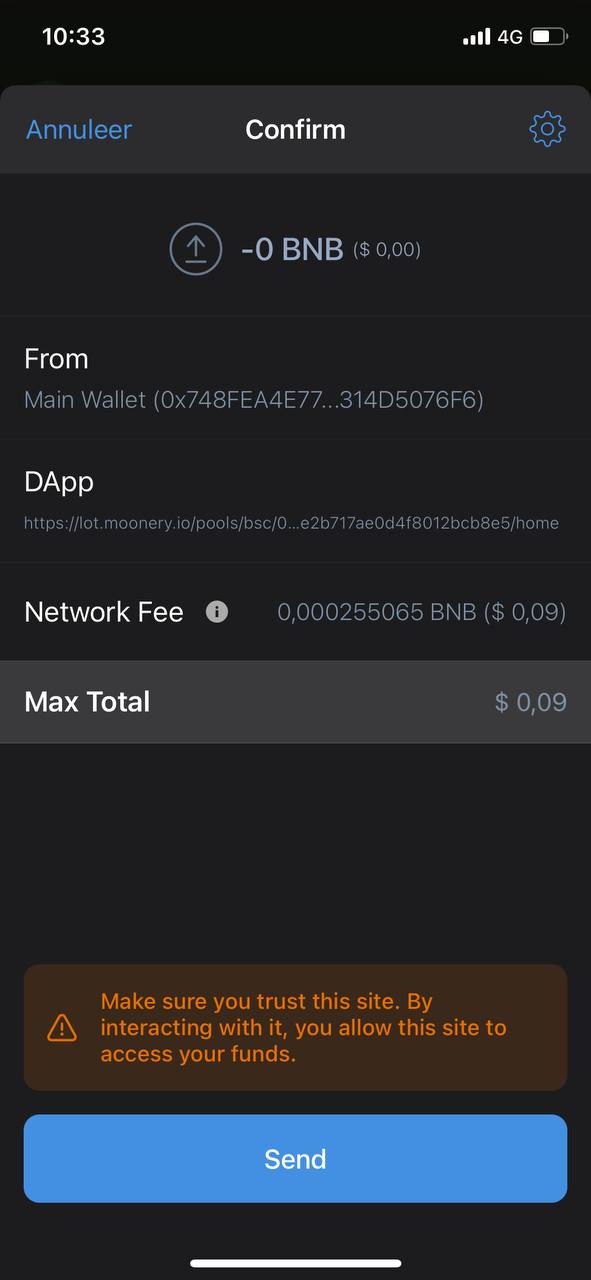 10:33 4G
Annuleer Confirm
-0 BNB ($ 0,00)
From
Main Wallet (0x748FEA4E77...314D5076F6)
DApp
https://lot.moonery.io/pools/bsc/0...e2b717ae0d4f8012bcb8e5/home
Network Fee i 0,000255065 BNB ($ 0,09)
Max Total $ 0,09
Make sure you trust this site. By
interacting with it, you allow this site to
access your funds.
Send